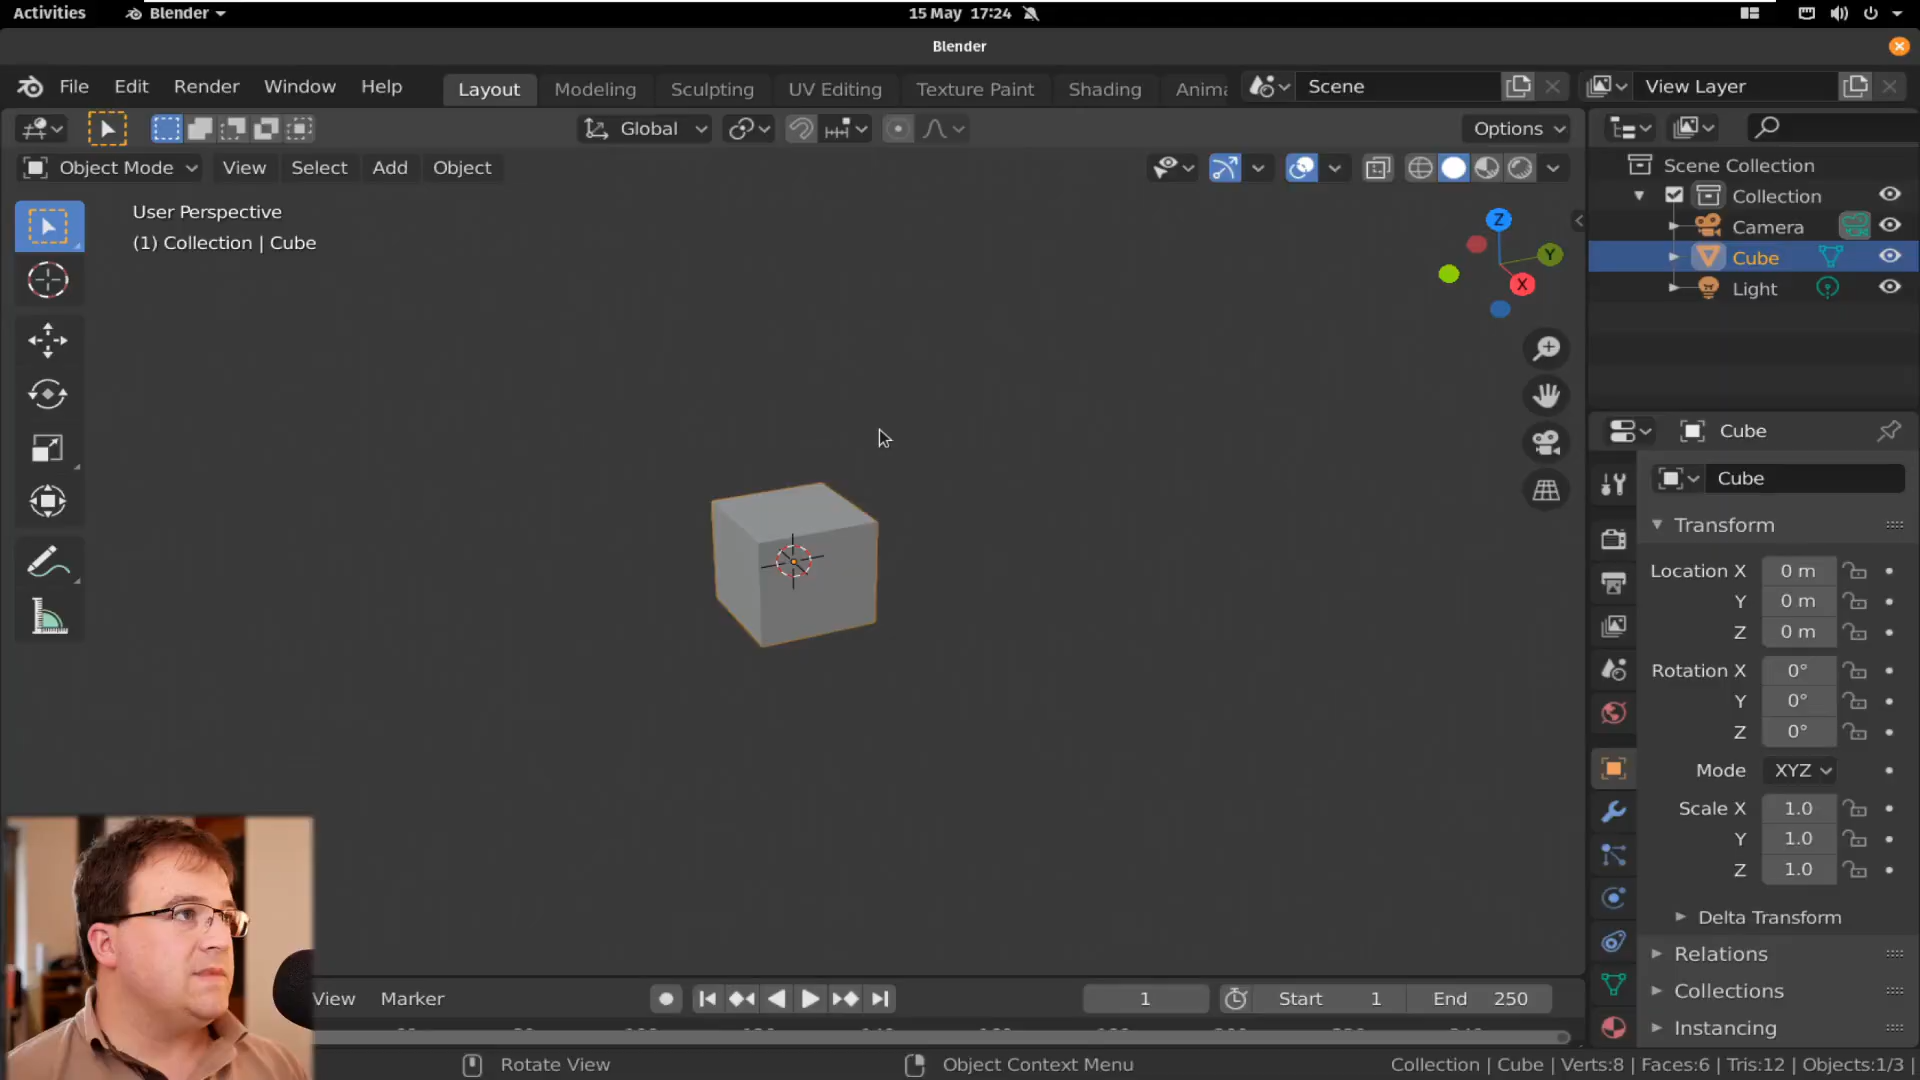 Activities Blender 15 May 17:24
Blender
File Edit Render Window Help Layout Modeling Sculpting UV Editing Texture Paint Shading Anima Scene View Layer
Global Options
Object Mode View Select Add Object
User Perspective
(1) Collection | Cube
Z
Y
X
Scene Collection
Collection
Camera
Cube
Light
Cube
Cube
Transform
Location X 0 m
Y 0 m
Z 0 m
Rotation X 0°
Y 0°
Z 0°
Mode XYZ
Scale X 1.0
Y 1.0
Z 1.0
Delta Transform
Relations
Collections
Instancing
View Marker 1 Start 1 End 250
Rotate View Object Context Menu Collection | Cube | Verts:8 | Faces:6 | Tris:12 | Objects:1/3 |